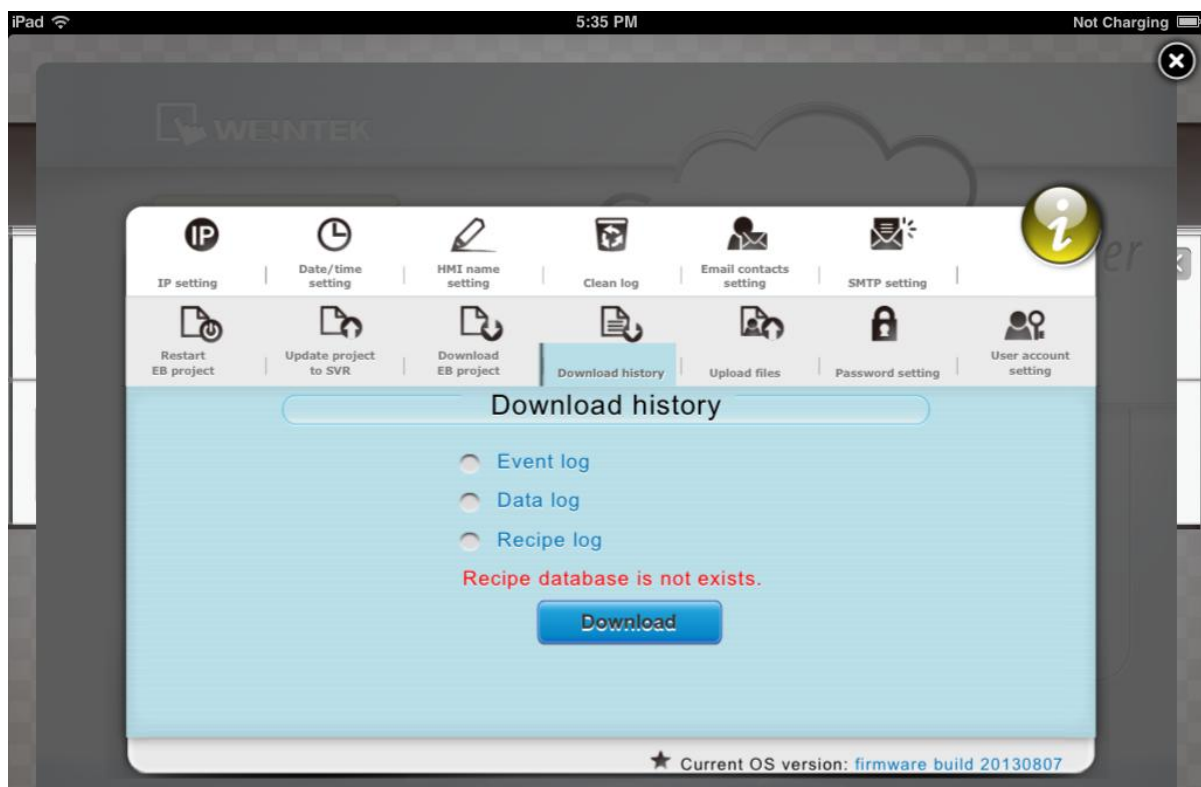 iPad 5:35 PM Not Charging
WEINTEK
er
IP setting
Date/time
setting
HMI name
setting
Clean log
Email contacts
setting
SMTP setting
Restart
EB project
Update project
to SVR
Download
EB project
Download history
Upload files
Password setting
User account
setting
Download history
Event log
Data log
Recipe log
Recipe database is not exists.
Download
Current OS version: firmware build 20130807